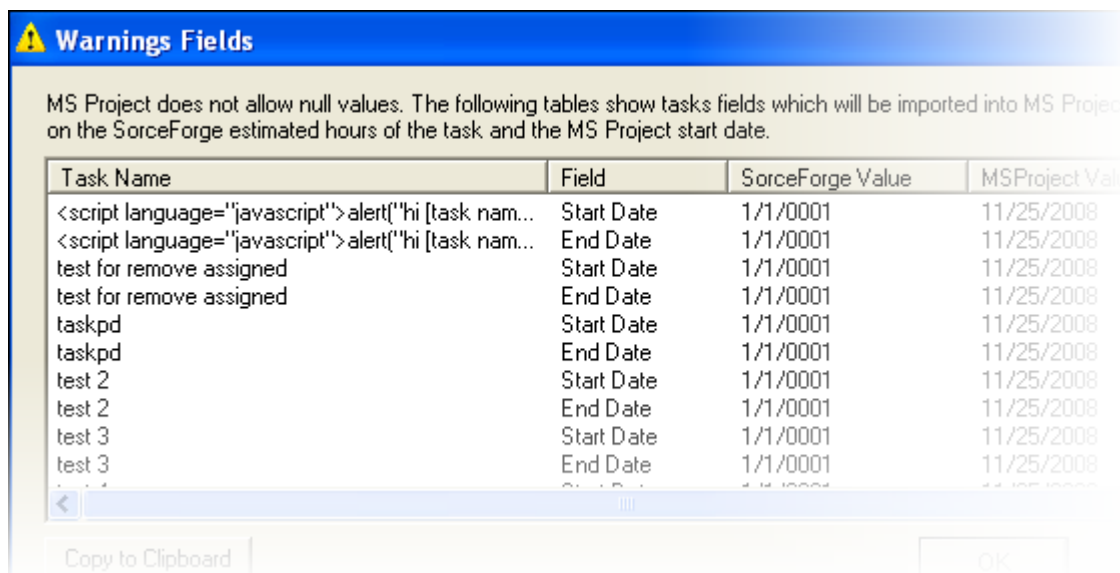 Warnings Fields
MS Project does not allow null values. The following tables show tasks fields which will be imported into MS Projec
on the SorceForge estimated hours of the task and the MS Project start date.
Task Name Field SorceForge Value MSProject Val
<script language="javascript">alert("hi [task nam... Start Date 1/1/0001 11/25/2008
<script language="javascript">alert("hi [task nam... End Date 1/1/0001 11/25/2008
test for remove assigned Start Date 1/1/0001 11/25/2008
test for remove assigned End Date 1/1/0001 11/25/2008
taskpd Start Date 1/1/0001 11/25/2008
taskpd End Date 1/1/0001 11/25/2008
test 2 Start Date 1/1/0001 11/25/2008
test 2 End Date 1/1/0001 11/25/2008
test 3 Start Date 1/1/0001 11/25/2008
test 3 End Date 1/1/0001 11/25/2008
Copy to Clipboard OK